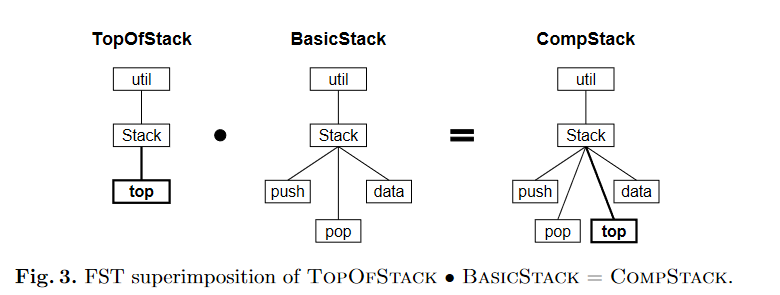 TopOfStack BasicStack CompStack
util util util
Stack • Stack = Stack
top push data push data
pop pop top
Fig. 3. FST superimposition of TOPOFSTACK • BASICSTACK = COMPSTACK.